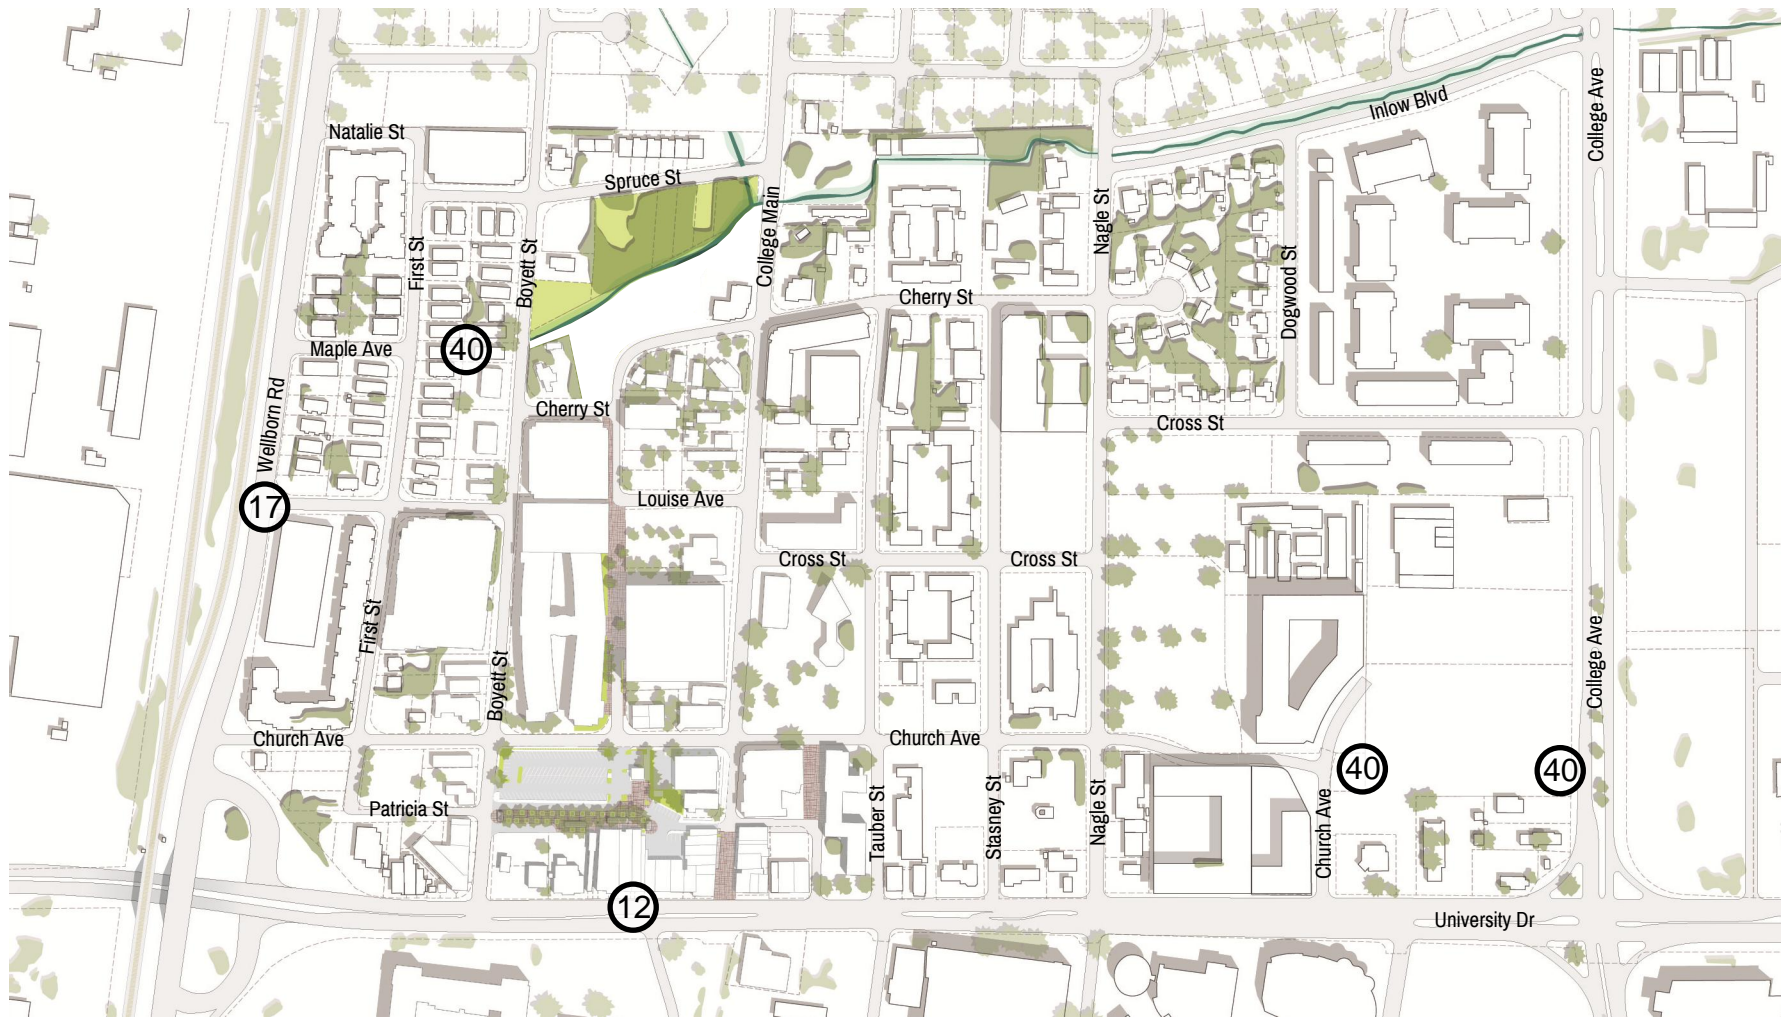 College Ave
Inlow Blvd
Natalie St
Spruce St
College Main
Nagle St
First St
Boyett St
Dogwood St
Cherry St
40
Maple Ave
Wellborn Rd
Cherry St
Cross St
Louise Ave
17
Cross St
Cross St
First St
Boyett St
College Ave
Church Ave
Church Ave
40
40
Patricia St
Tauber St
Stasney St
Nagle St
Church Ave
12
University Dr